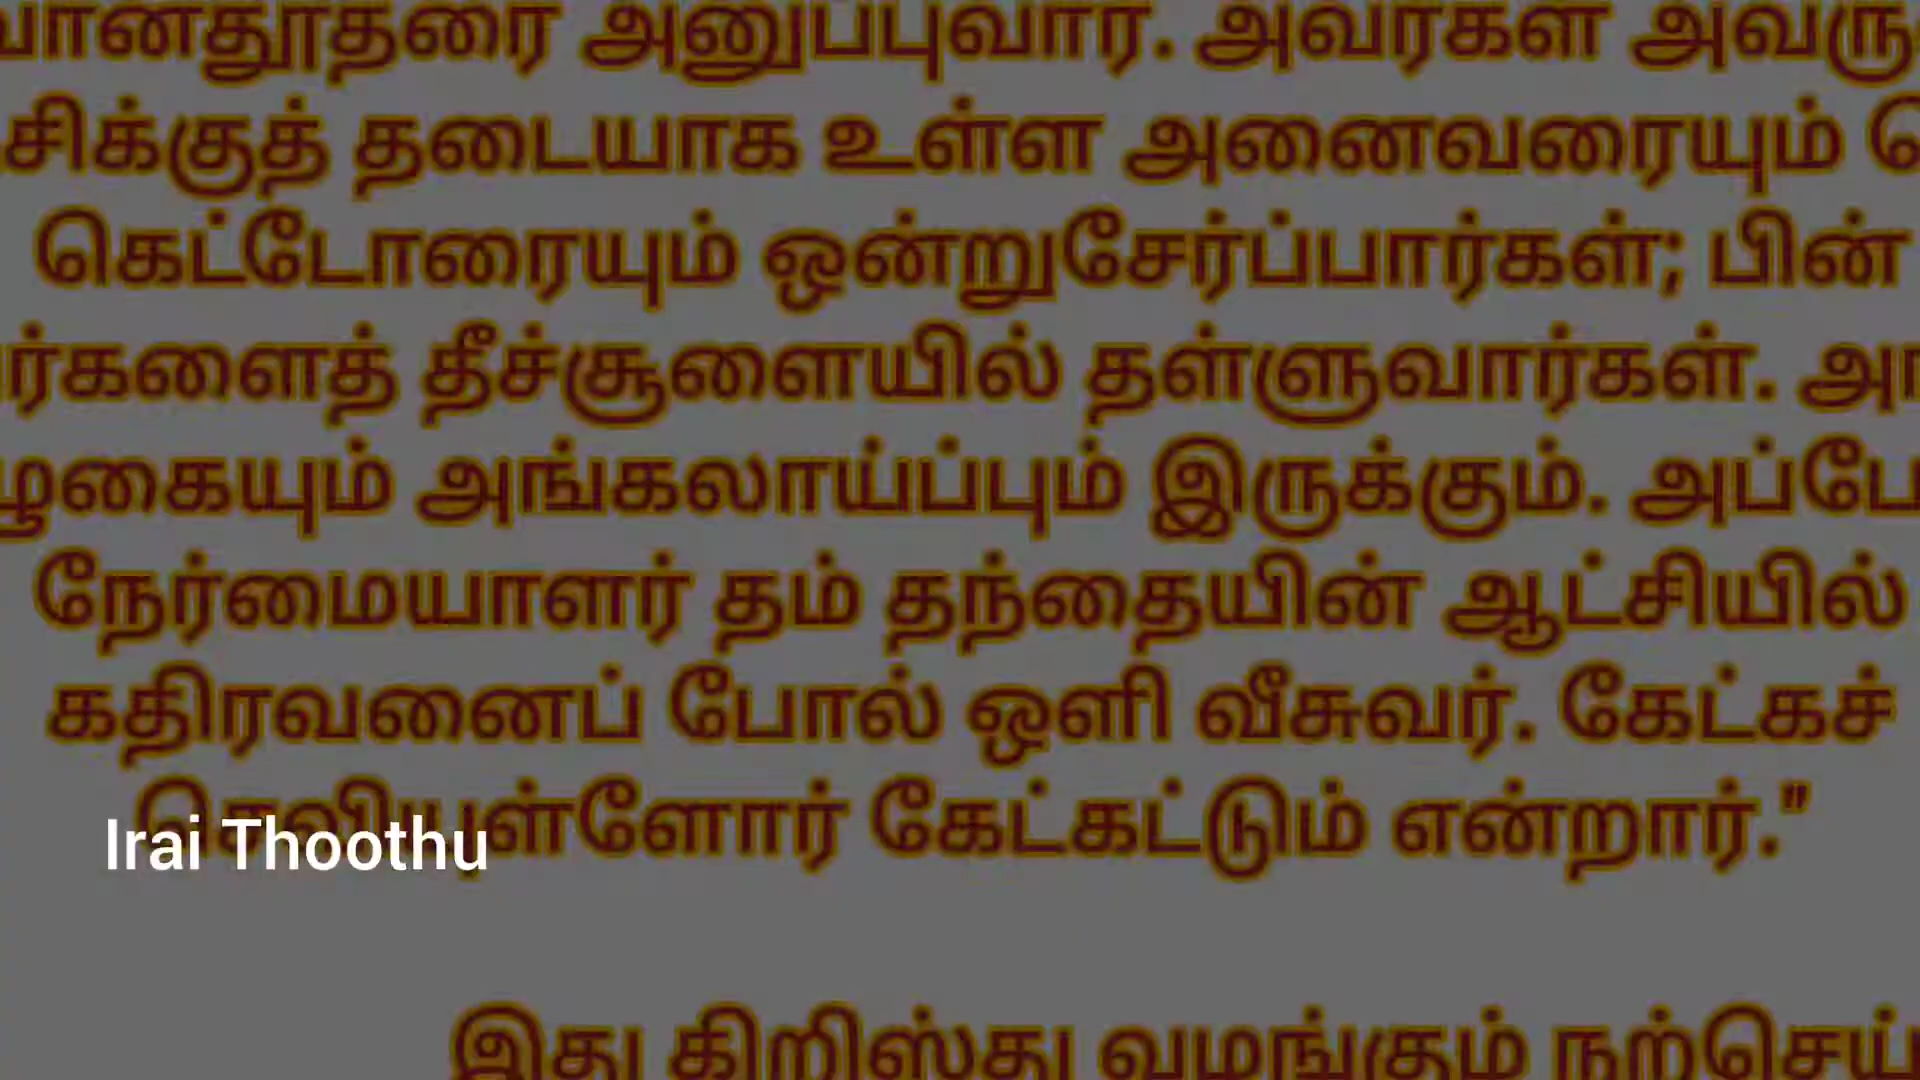 வானதூதரை அனுப்புவார். அவர்கள் அவரு
சிக்குத் தடையாக உள்ள அனைவரையும்
கெட்டோரையும் ஒன்றுசேர்ப்பார்கள்; பின்
ர்களைத் தீச்சூளையில் தள்ளுவார்கள்.
ழுகையும் அங்கலாய்ப்பும் இருக்கும். அப்போ
நேர்மையாளர் தம் தந்தையின் ஆட்சியில்
கதிரவனைப் போல் ஒளி வீசுவர். கேட்கச்
செவியுள்ளோர் கேட்கட்டும் என்றார்."
Irai Thoothu
இது கிறிஸ்து வழங்கும் நற்செய்